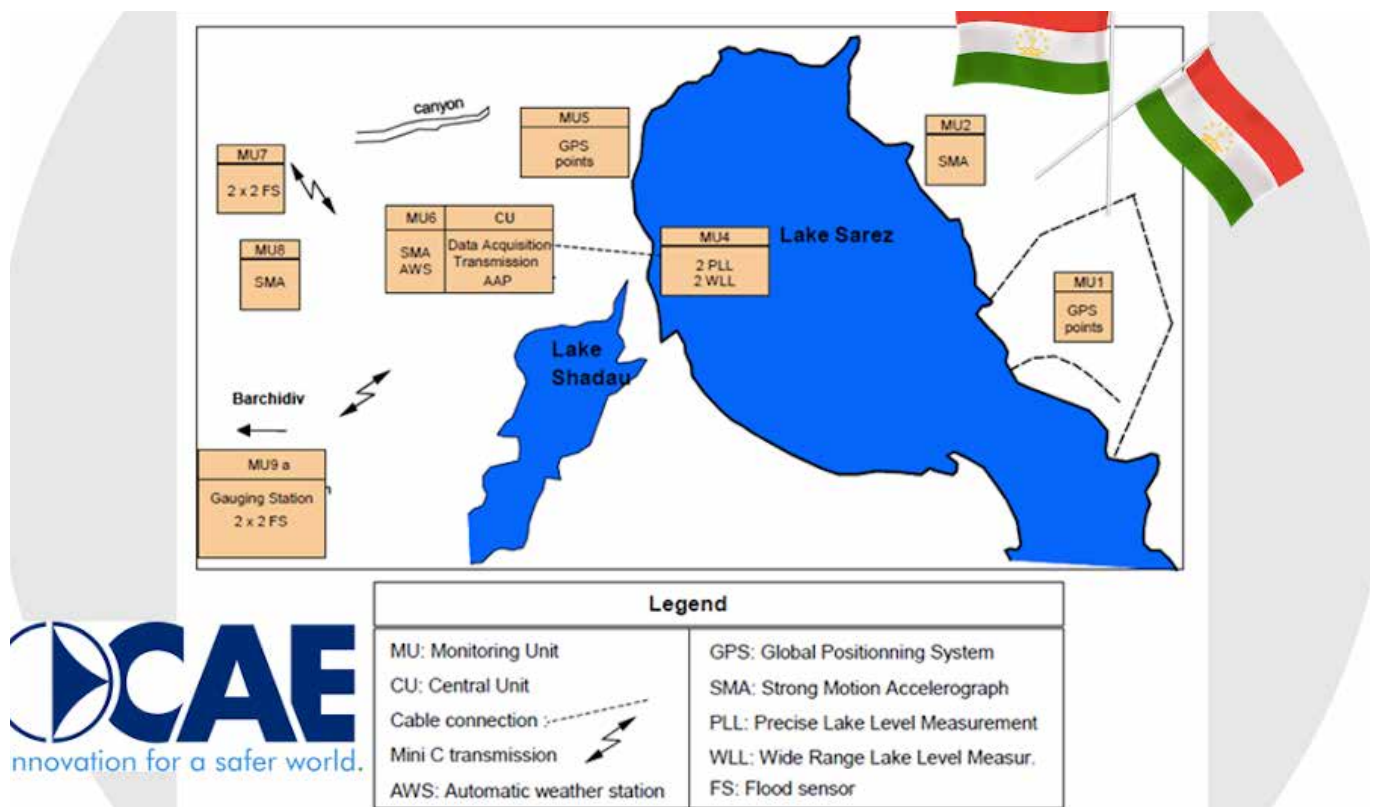 canyon
MU5
GPS
points
MU2
SMA
MU7
2 x 2 FS
MU6
SMA
AWS
CU
Data Acquisition
Transmission
AAP
MU8
SMA
MU4
2 PLL
2 WLL
Lake Sarez
MU1
GPS
points
Lake
Shadau
Barchidiv
MU9 a
Gauging Station
2 x 2 FS
Legend
MU: Monitoring Unit
CU: Central Unit
Cable connection :
Mini C transmission
AWS: Automatic weather station
GPS: Global Positionning System
SMA: Strong Motion Accelerograph
PLL: Precise Lake Level Measurement
WLL: Wide Range Lake Level Measur.
FS: Flood sensor
CAE
nnovation for a safer world.